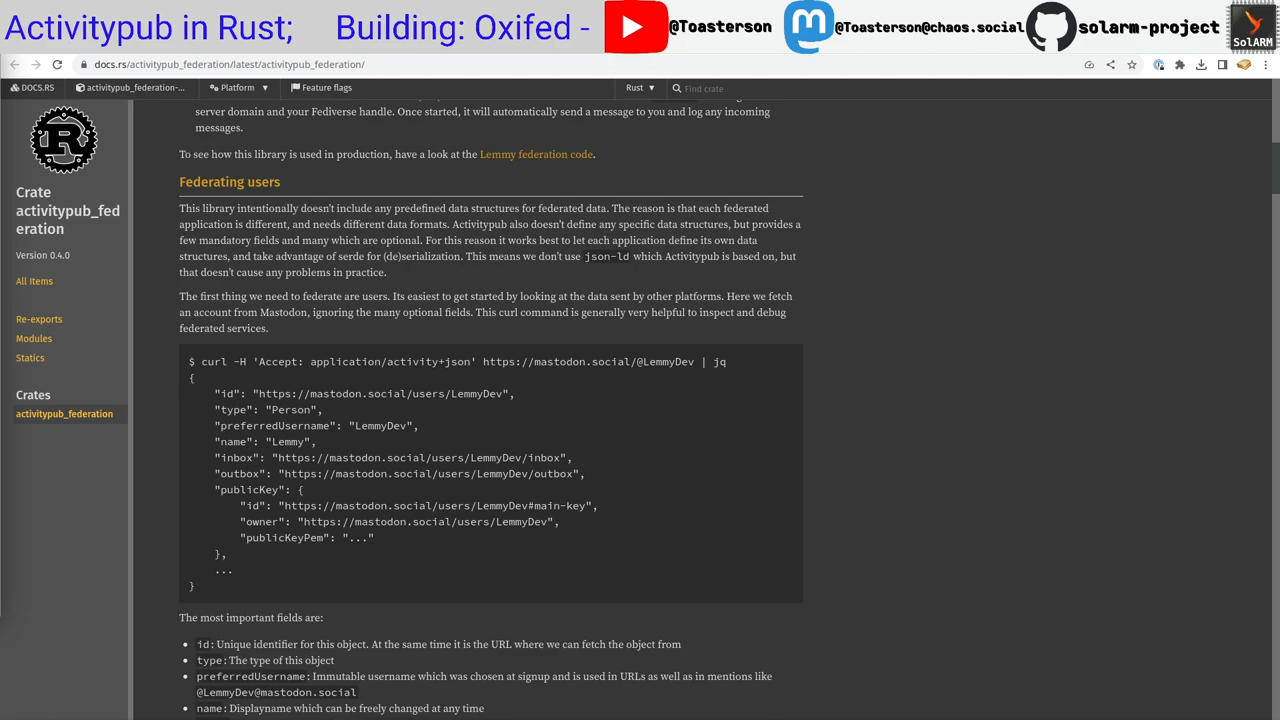 Activitypub in Rust; Building: Oxifed - @Toasterson @Toasterson@chaos.social solarm-project SolARM
docs.rs/activitypub_federation/latest/activitypub_federation/
DOCS.RS activitypub_federation-... Platform Feature flags Rust Find crate
server domain and your Fediverse handle. Once started, it will automatically send a message to you and log any incoming
messages.
To see how this library is used in production, have a look at the Lemmy federation code.
Crate
activitypub_fed
eration
Version 0.4.0
All Items
Re-exports
Modules
Statics
Crates
activitypub_federation
Federating users
This library intentionally doesn't include any predefined data structures for federated data. The reason is that each federated
application is different, and needs different data formats. Activitypub also doesn't define any specific data structures, but provides a
few mandatory fields and many which are optional. For this reason it works best to let each application define its own data
structures, and take advantage of serde for (de)serialization. This means we don't use json-ld which Activitypub is based on, but
that doesn't cause any problems in practice.
The first thing we need to federate are users. Its easiest to get started by looking at the data sent by other platforms. Here we fetch
an account from Mastodon, ignoring the many optional fields. This curl command is generally very helpful to inspect and debug
federated services.
$ curl -H 'Accept: application/activity+json' https://mastodon.social/@LemmyDev | jq
{
"id": "https://mastodon.social/users/LemmyDev",
"type": "Person",
"preferredUsername": "LemmyDev",
"name": "Lemmy",
"inbox": "https://mastodon.social/users/LemmyDev/inbox",
"outbox": "https://mastodon.social/users/LemmyDev/outbox",
"publicKey": {
"id": "https://mastodon.social/users/LemmyDev#main-key",
"owner": "https://mastodon.social/users/LemmyDev",
"publicKeyPem": "..."
},
...
}
The most important fields are:
• id: Unique identifier for this object. At the same time it is the URL where we can fetch the object from
• type: The type of this object
• preferredUsername: Immutable username which was chosen at signup and is used in URLs as well as in mentions like
@LemmyDev@mastodon.social
• name: Displayname which can be freely changed at any time